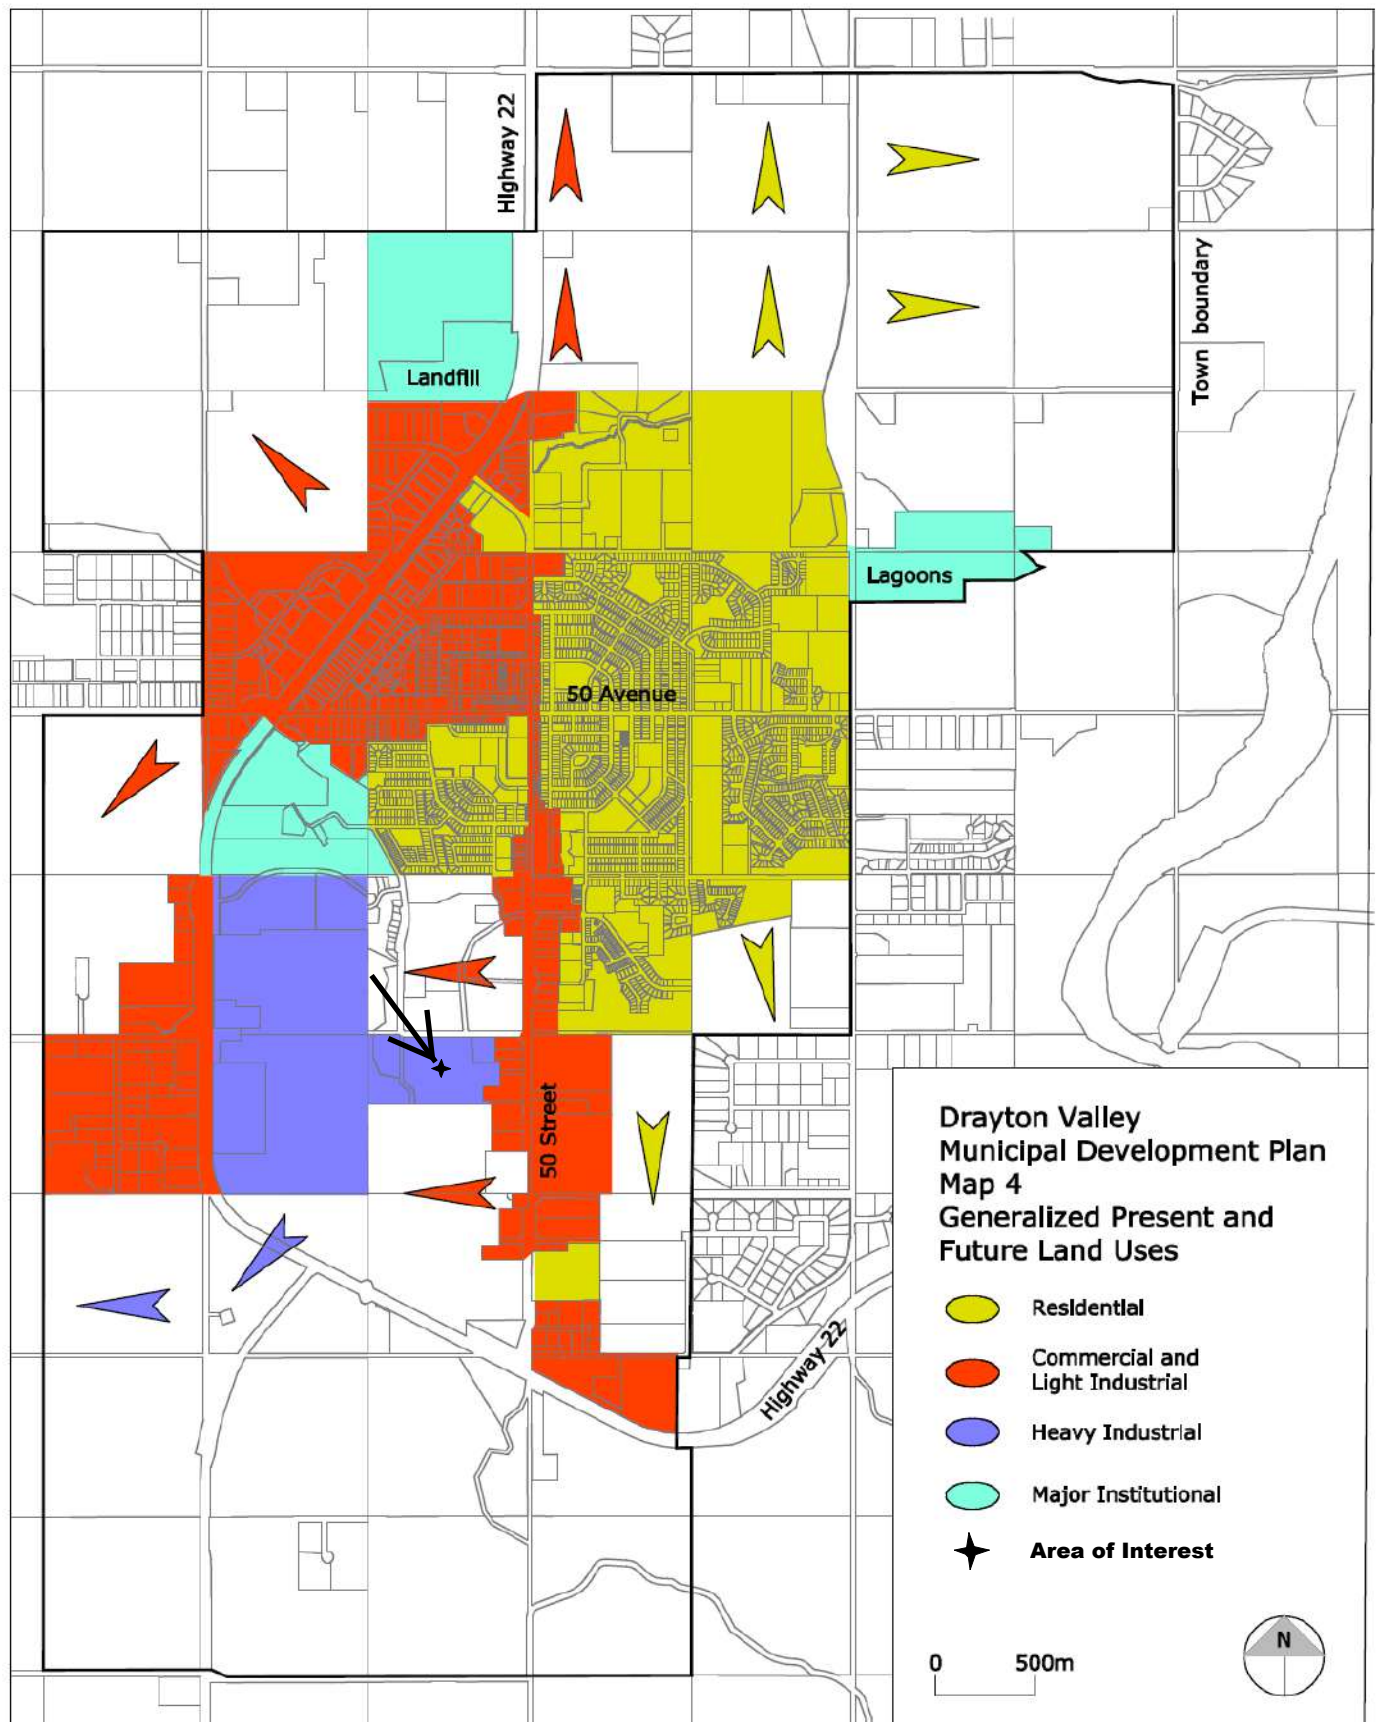 Highway 22
Town boundary
Landfill
Lagoons
50 Avenue
50 Street
Highway 22
Drayton Valley
Municipal Development Plan
Map 4
Generalized Present and
Future Land Uses
Residential
Commercial and
Light Industrial
Heavy Industrial
Major Institutional
Area of Interest
N
0 500m